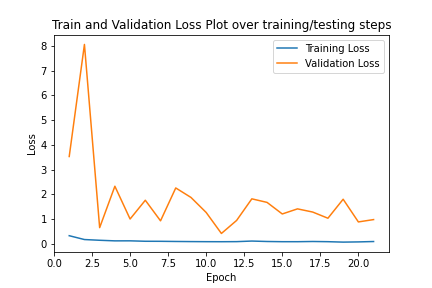 Train and Validation Loss Plot over training/testing steps
Training Loss
Validation Loss
Loss
8
7
6
5
4
3
2
1
0
0.0 2.5 5.0 7.5 10.0 12.5 15.0 17.5 20.0
Epoch